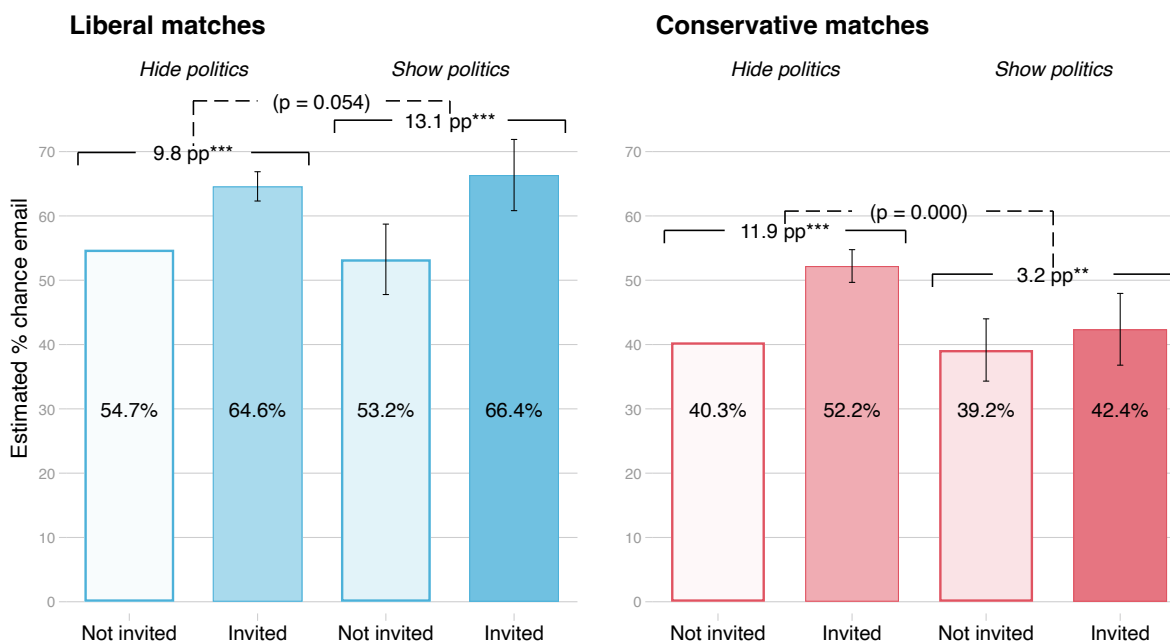 Liberal matches
Conservative matches
Hide politics
Show politics
Hide politics
Show politics
(p = 0.054)
13.1 pp***
9.8 pp***
(p = 0.000)
11.9 pp***
3.2 pp**
Estimated % chance email
70
60
50
40
30
20
10
0
70
60
50
40
30
20
10
0
54.7%
64.6%
53.2%
66.4%
40.3%
52.2%
39.2%
42.4%
Not invited
Invited
Not invited
Invited
Not invited
Invited
Not invited
Invited